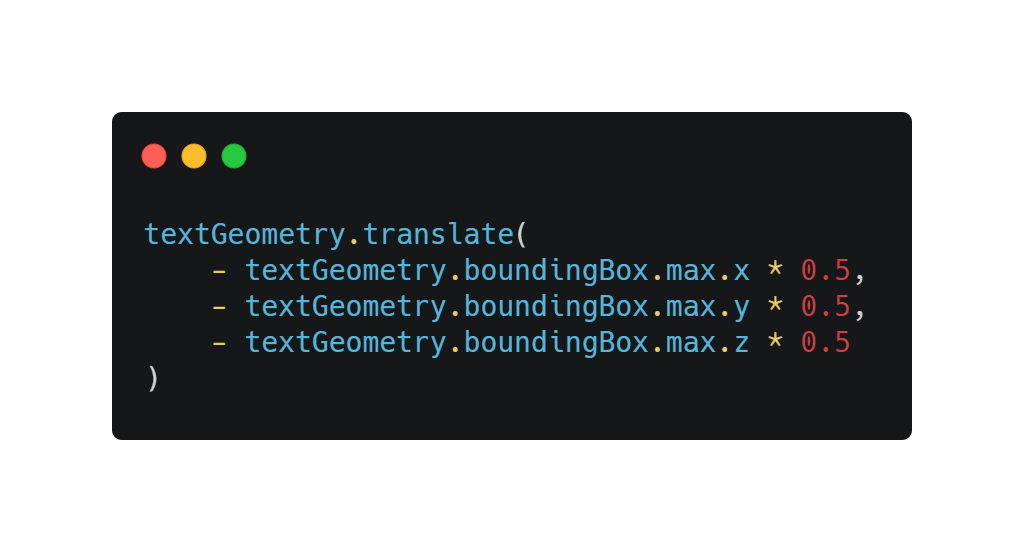 textGeometry.translate(
    - textGeometry.boundingBox.max.x * 0.5,
    - textGeometry.boundingBox.max.y * 0.5,
    - textGeometry.boundingBox.max.z * 0.5
)